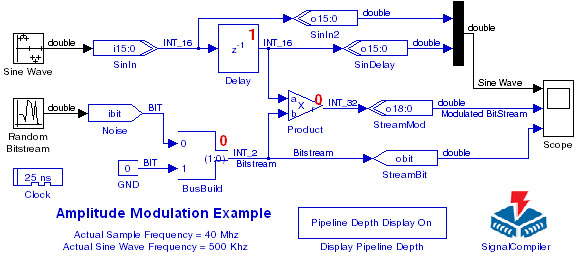 double
i15:0
INT_16
o15:0
double
SinIn2
1
z-1
INT_16
o15:0
double
Sine Wave
SinIn
Delay
SinDelay
Sine Wave
double
ibit
BIT
a
b
X
r
0
INT_32
o18:0
double
Random
Bitstream
Noise
Product
StreamMod
Modulated BitStream
Scope
0
1
0
(1:0)
INT_2
Bitstream
Bitstream
obit
double
0
BIT
GND
BusBuild
StreamBit
25 ns
Clock
Amplitude Modulation Example
Actual Sample Frequency = 40 Mhz
Actual Sine Wave Frequency = 500 Khz
Pipeline Depth Display On
Display Pipeline Depth
SignalCompiler